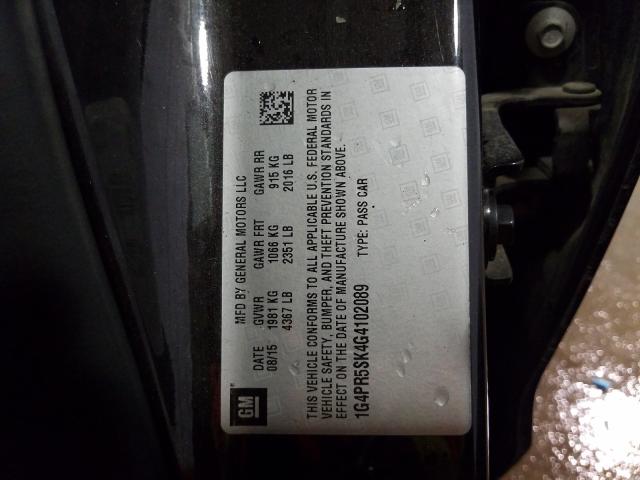 MFD BY GENERAL MOTORS LLC
DATE GVWR GAWR FRT GAWR RR
08/15 1981 KG 1066 KG 915 KG
4367 LB 2351 LB 2016 LB
GM
THIS VEHICLE CONFORMS TO ALL APPLICABLE U.S. FEDERAL MOTOR
VEHICLE SAFETY, BUMPER, AND THEFT PREVENTION STANDARDS IN
EFFECT ON THE DATE OF MANUFACTURE SHOWN ABOVE.
1G4PR5SK4G4102089 TYPE: PASS CAR